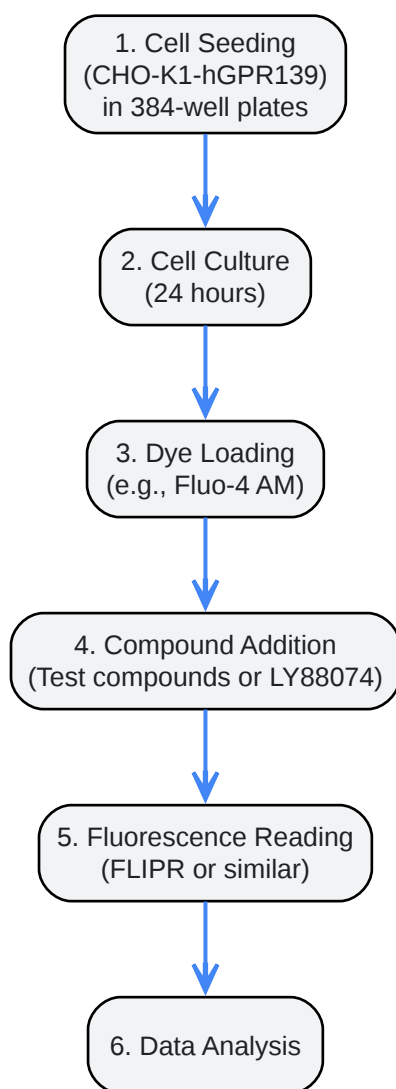 1. Cell Seeding
(CHO-K1-hGPR139)
in 384-well plates
2. Cell Culture
(24 hours)
3. Dye Loading
(e.g., Fluo-4 AM)
4. Compound Addition
(Test compounds or LY88074)
5. Fluorescence Reading
(FLIPR or similar)
6. Data Analysis